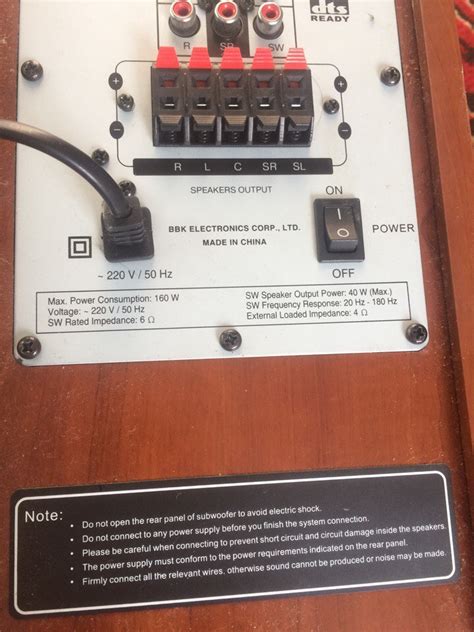 dts
READY
R SR SW
+ +
− −
R L C SR SL
SPEAKERS OUTPUT
ON
BBK ELECTRONICS CORP., LTD.
MADE IN CHINA
POWER
OFF
~ 220 V / 50 Hz
Max. Power Consumption: 160 W
Voltage: ~ 220 V / 50 Hz
SW Rated Impedance: 6 Ω
SW Speaker Output Power: 40 W (Max.)
SW Frequency Response: 20 Hz - 180 Hz
External Loaded Impedance: 4 Ω
Note:
• Do not open the rear panel of subwoofer to avoid electric shock.
• Do not connect to any power supply before you finish the system connection.
• Please be careful when connecting to prevent short circuit and circuit damage inside the speakers.
• The power supply must conform to the power requirements indicated on the rear panel.
• Firmly connect all the relevant wires, otherwise sound cannot be produced or noise may be made.